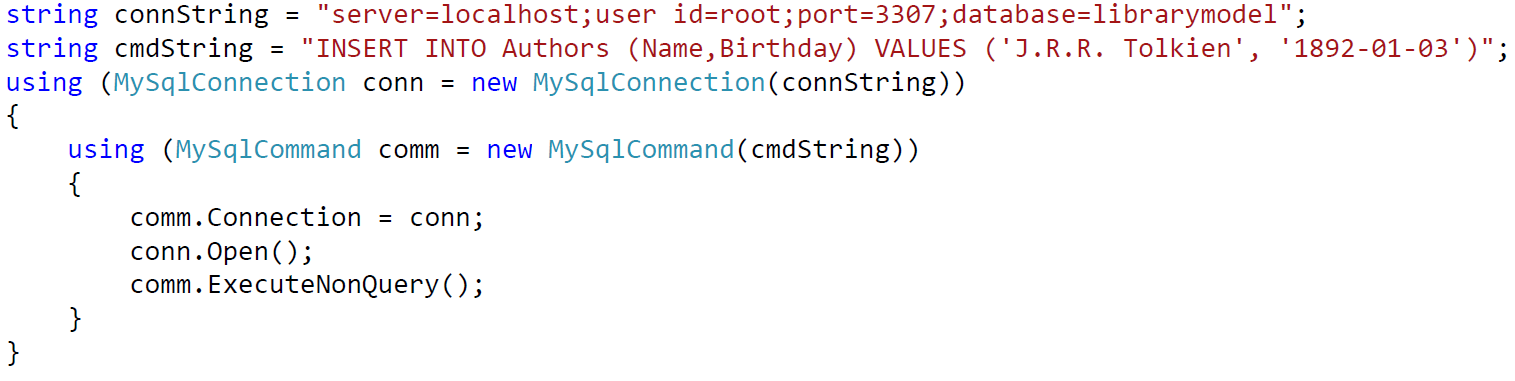 string connString = "server=localhost;user id=root;port=3307;database=librarymodel";
string cmdString = "INSERT INTO Authors (Name,Birthday) VALUES ('J.R.R. Tolkien', '1892-01-03')";
using (MySqlConnection conn = new MySqlConnection(connString))
{
    using (MySqlCommand comm = new MySqlCommand(cmdString))
    {
        comm.Connection = conn;
        conn.Open();
        comm.ExecuteNonQuery();
    }
}